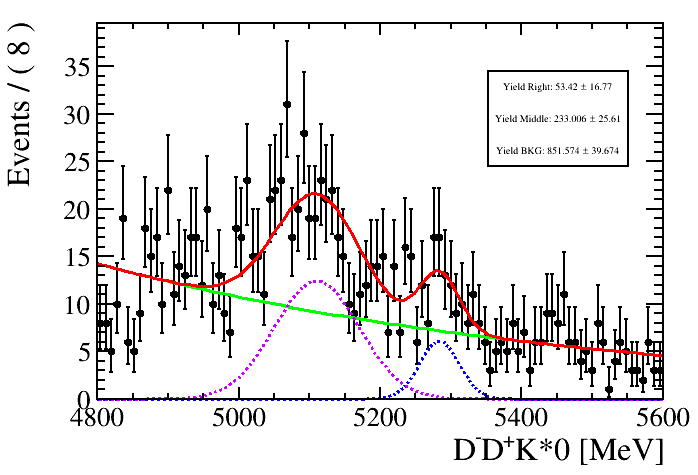 Events / ( 8 )
35
30
25
20
15
10
5
0
Yield Right: 53.42 ± 16.77
Yield Middle: 233.006 ± 25.61
Yield BKG: 851.574 ± 39.674
4800 5000 5200 5400 5600
D⁻D⁺K*0 [MeV]